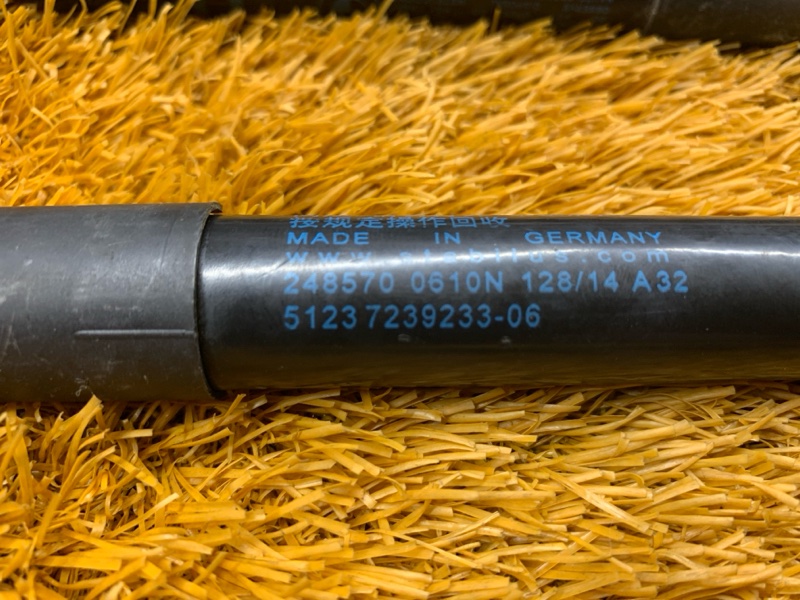 按规定操作回收
MADE IN GERMANY
www.stabilus.com
248570 0610N 128/14 A32
5123 7239233-06